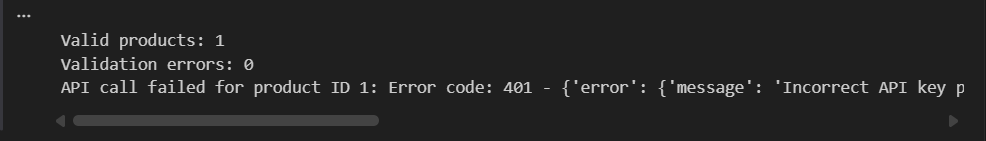 ...
Valid products: 1
Validation errors: 0
API call failed for product ID 1: Error code: 401 - {'error': {'message': 'Incorrect API key p